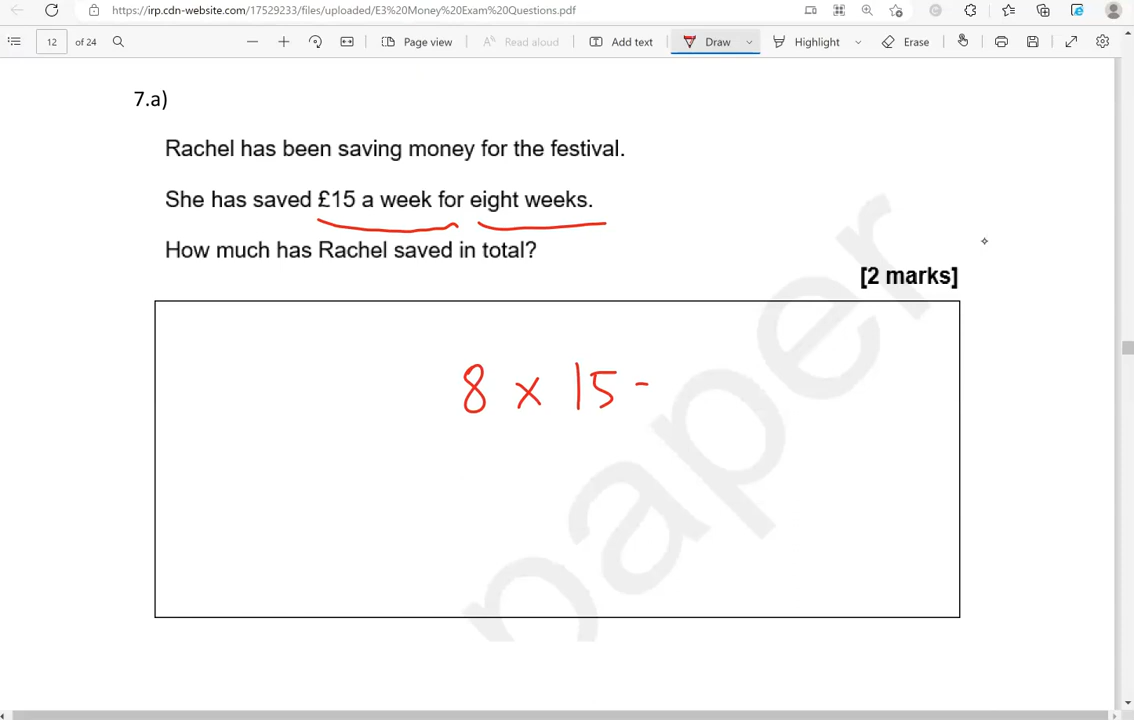 https://irp.cdn-website.com/17529233/files/uploaded/E3%20Money%20Exam%20Questions.pdf
12 of 24 Page view Read aloud Add text Draw Highlight Erase
7.a)
Rachel has been saving money for the festival.
She has saved £15 a week for eight weeks.
How much has Rachel saved in total?
[2 marks]
8 x 15 -
naper